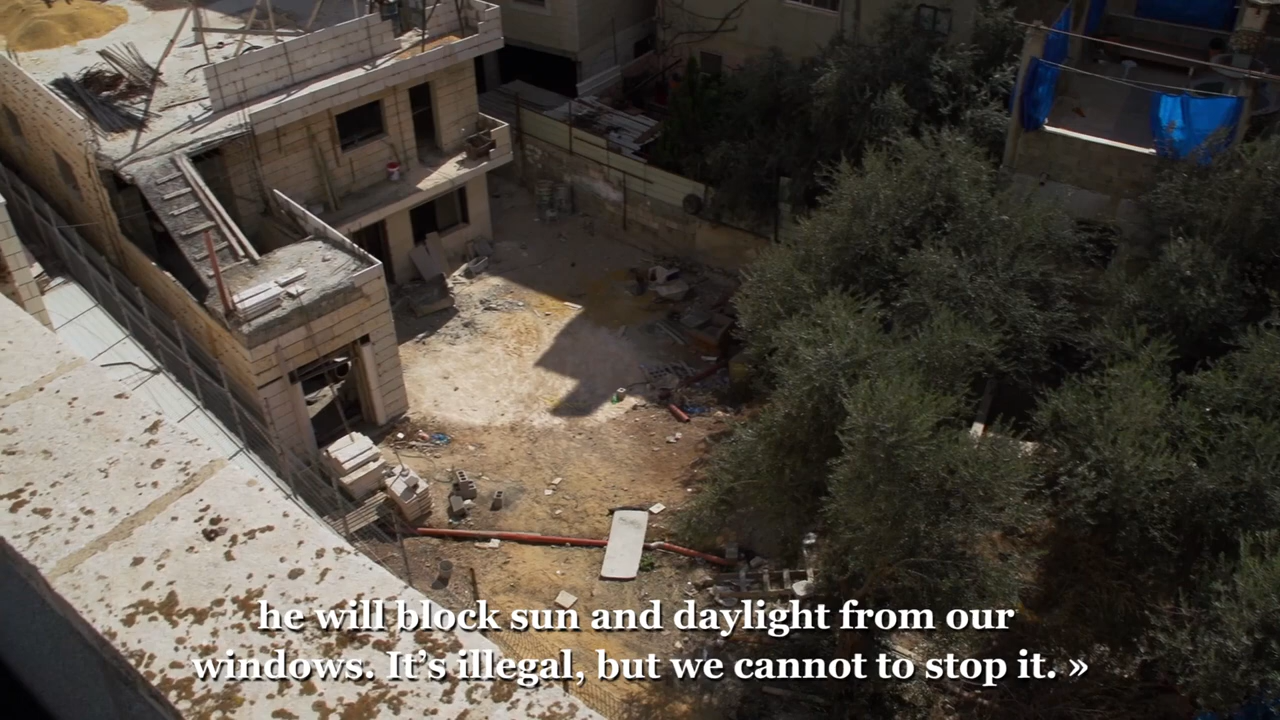 he will block sun and daylight from our
windows. It's illegal, but we cannot to stop it. »